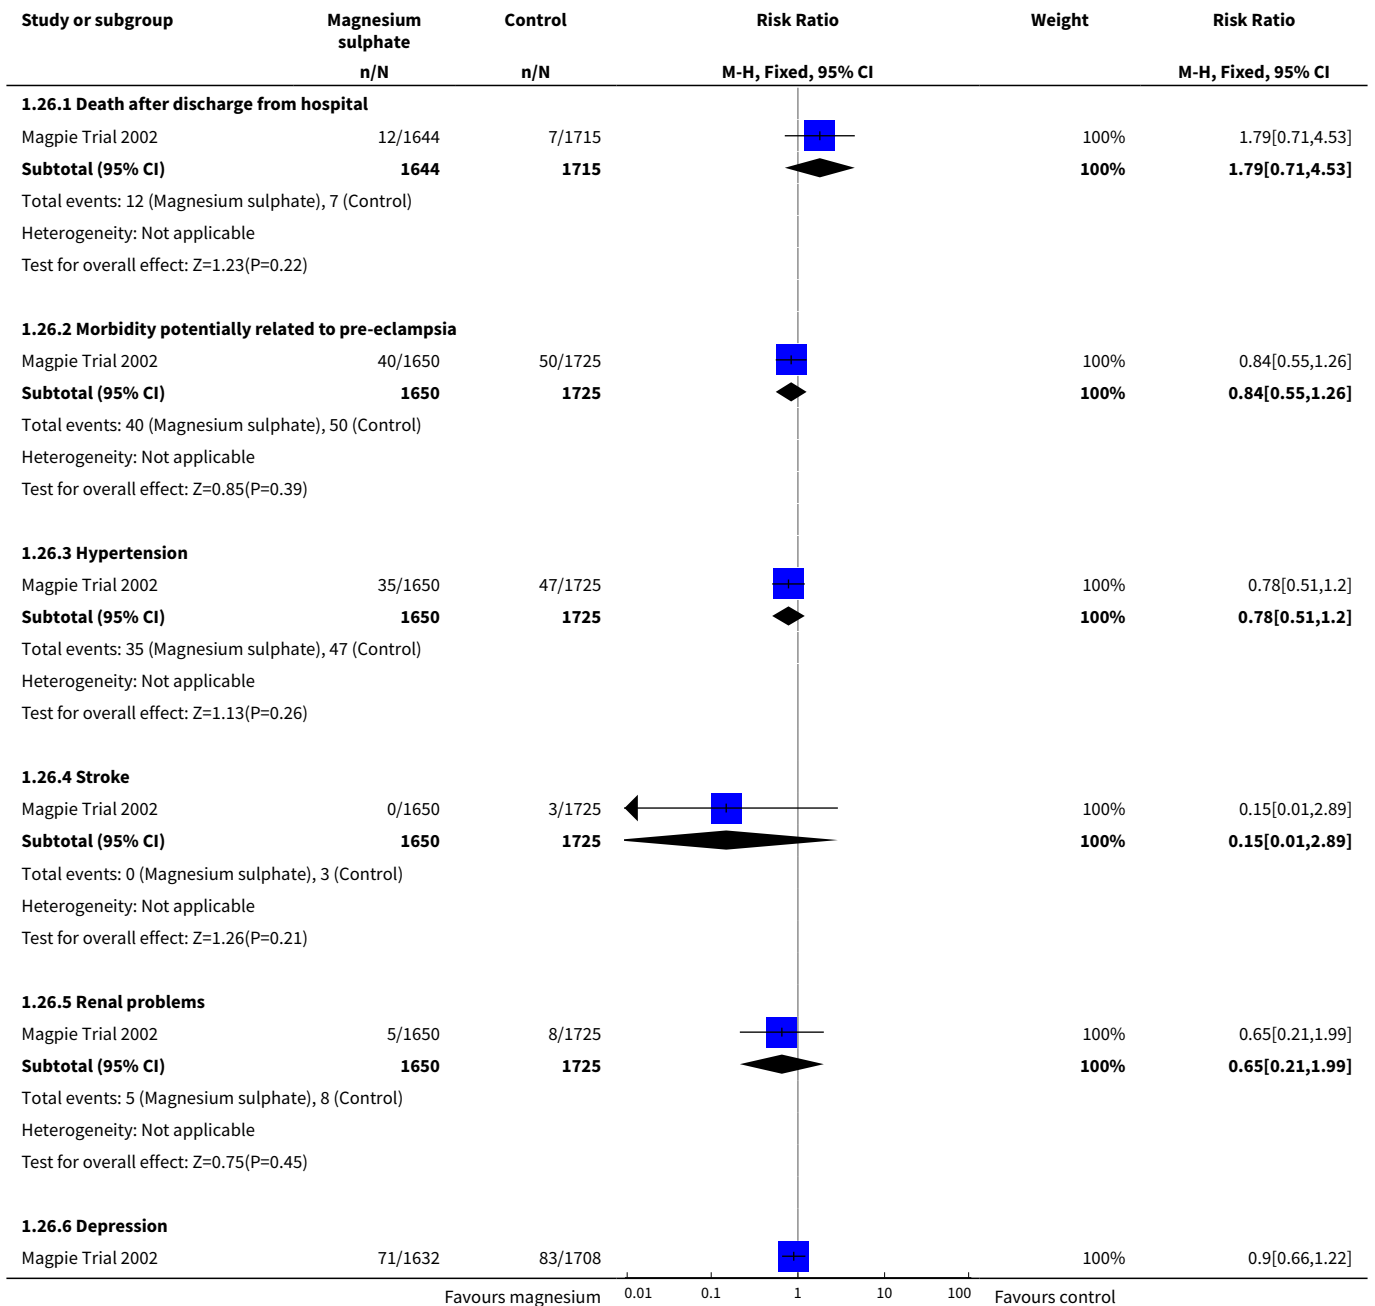 Study or subgroup Magnesium sulphate Control Risk Ratio Weight Risk Ratio
n/N n/N M-H, Fixed, 95% CI M-H, Fixed, 95% CI
1.26.1 Death after discharge from hospital
Magpie Trial 2002 12/1644 7/1715 100% 1.79[0.71,4.53]
Subtotal (95% CI) 1644 1715 100% 1.79[0.71,4.53]
Total events: 12 (Magnesium sulphate), 7 (Control)
Heterogeneity: Not applicable
Test for overall effect: Z=1.23(P=0.22)
1.26.2 Morbidity potentially related to pre-eclampsia
Magpie Trial 2002 40/1650 50/1725 100% 0.84[0.55,1.26]
Subtotal (95% CI) 1650 1725 100% 0.84[0.55,1.26]
Total events: 40 (Magnesium sulphate), 50 (Control)
Heterogeneity: Not applicable
Test for overall effect: Z=0.85(P=0.39)
1.26.3 Hypertension
Magpie Trial 2002 35/1650 47/1725 100% 0.78[0.51,1.2]
Subtotal (95% CI) 1650 1725 100% 0.78[0.51,1.2]
Total events: 35 (Magnesium sulphate), 47 (Control)
Heterogeneity: Not applicable
Test for overall effect: Z=1.13(P=0.26)
1.26.4 Stroke
Magpie Trial 2002 0/1650 3/1725 100% 0.15[0.01,2.89]
Subtotal (95% CI) 1650 1725 100% 0.15[0.01,2.89]
Total events: 0 (Magnesium sulphate), 3 (Control)
Heterogeneity: Not applicable
Test for overall effect: Z=1.26(P=0.21)
1.26.5 Renal problems
Magpie Trial 2002 5/1650 8/1725 100% 0.65[0.21,1.99]
Subtotal (95% CI) 1650 1725 100% 0.65[0.21,1.99]
Total events: 5 (Magnesium sulphate), 8 (Control)
Heterogeneity: Not applicable
Test for overall effect: Z=0.75(P=0.45)
1.26.6 Depression
Magpie Trial 2002 71/1632 83/1708 100% 0.9[0.66,1.22]
Favours magnesium 0.01 0.1 1 10 100 Favours control